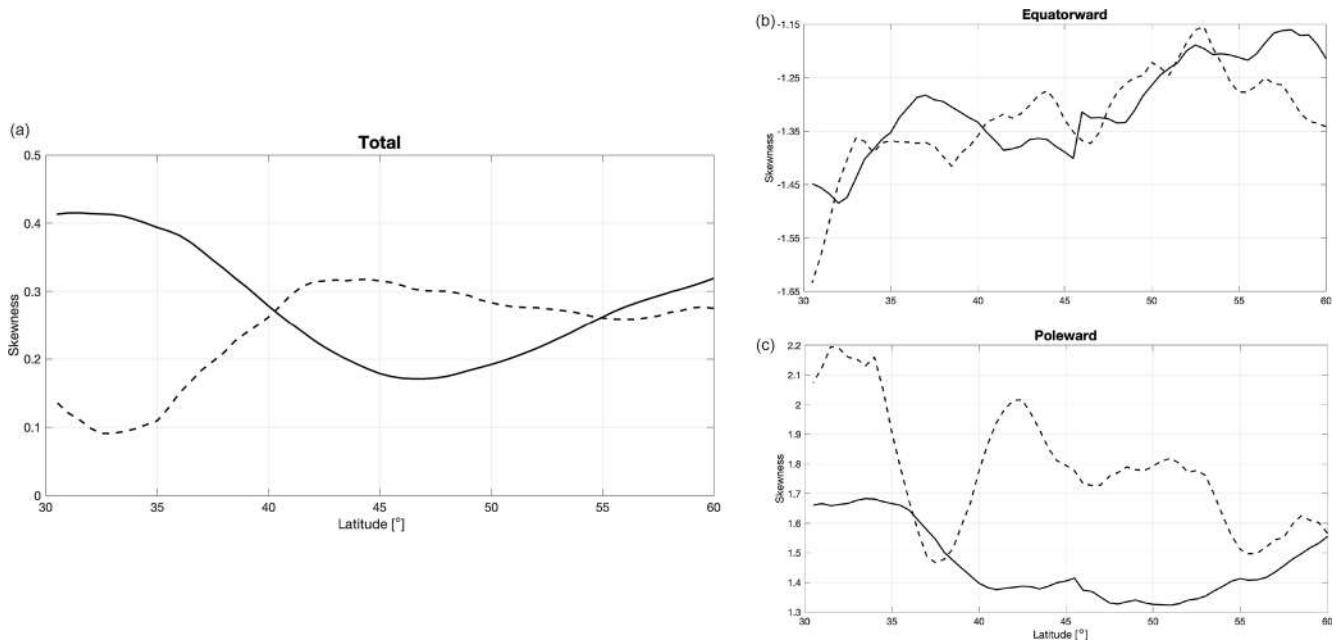 (a)
Total
0.5
0.4
0.3
0.2
0.1
0
Skewness
30 35 40 45 50 55 60
Latitude [°]
(b)
Equatorward
-1.15
-1.25
-1.35
-1.45
-1.55
-1.65
Skewness
30 35 40 45 50 55 60
(c)
Poleward
2.2
2.1
2
1.9
1.8
1.7
1.6
1.5
1.4
1.3
Skewness
30 35 40 45 50 55 60
Latitude [°]